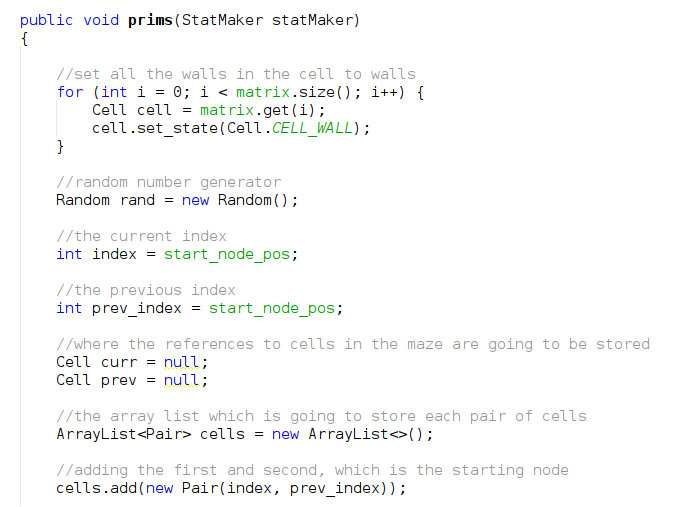 public void prims(StatMaker statMaker)
{
//set all the walls in the cell to walls
for (int i = 0; i < matrix.size(); i++) {
Cell cell = matrix.get(i);
cell.set_state(Cell.CELL_WALL);
}
//random number generator
Random rand = new Random();
//the current index
int index = start_node_pos;
//the previous index
int prev_index = start_node_pos;
//where the references to cells in the maze are going to be stored
Cell curr = null;
Cell prev = null;
//the array list which is going to store each pair of cells
ArrayList<Pair> cells = new ArrayList<>();
//adding the first and second, which is the starting node
cells.add(new Pair(index, prev_index));